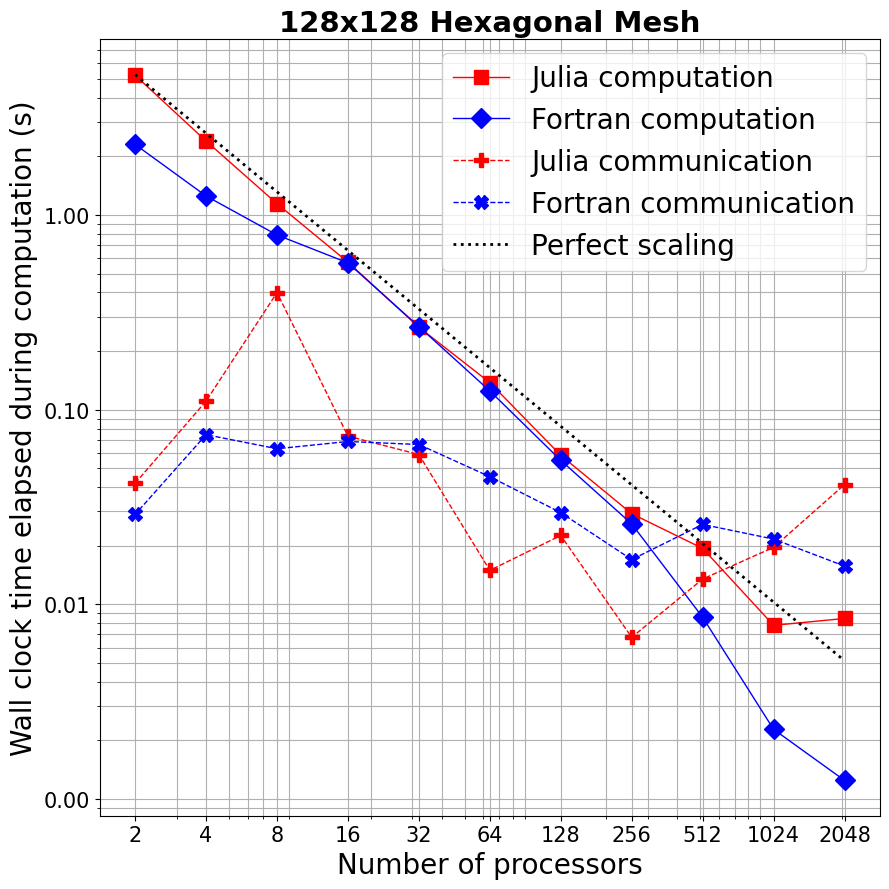 128x128 Hexagonal Mesh
Julia computation
Fortran computation
Julia communication
Fortran communication
Perfect scaling
Wall clock time elapsed during computation (s)
1.00
0.10
0.01
0.00
2 4 8 16 32 64 128 256 512 1024 2048
Number of processors